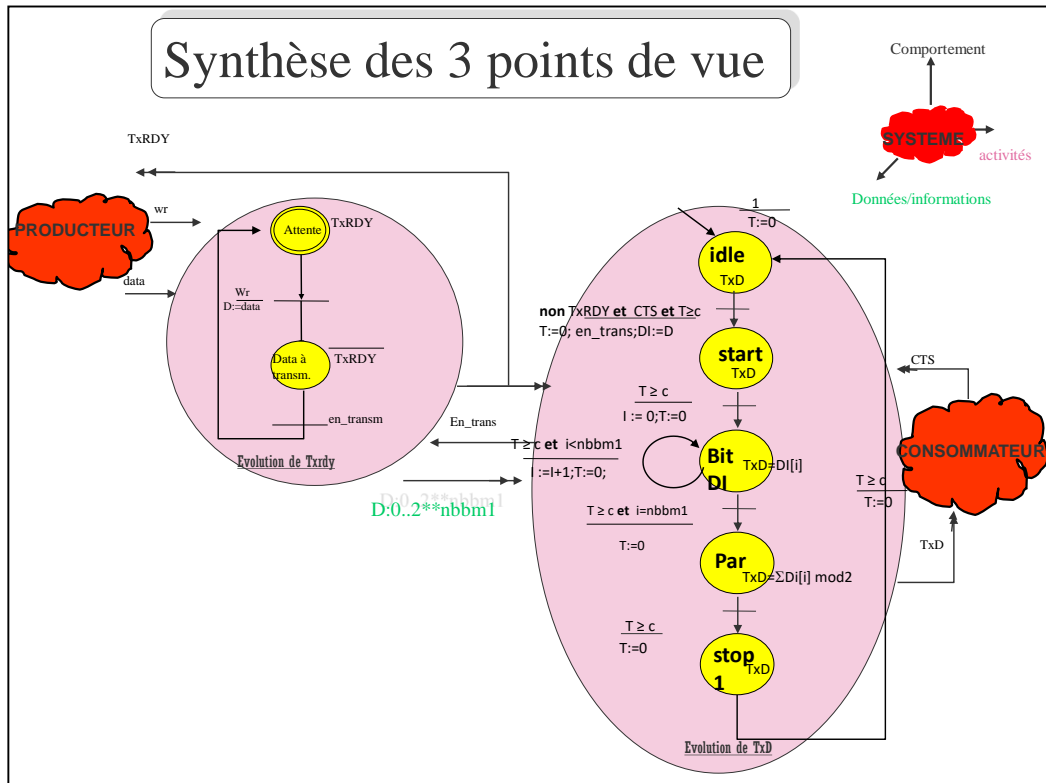 Synthèse des 3 points de vue
Comportement
SYSTEME
activités
Données/informations
TxRDY
PRODUCTEUR
wr
data
Attente
TxRDY
Wr
D:=data
Data à
transm.
TxRDY
en_transm
Evolution de Txrdy
En_trans
D:0..2**nbbm1
D:0..2**nbbm1
1
T:=0
idle
TxD
non TxRDY et CTS et T≥c
T:=0; en_trans;DI:=D
start
TxD
T ≥ c
I := 0;T:=0
T ≥ c et i<nbbm1
I :=I+1;T:=0;
Bit
DI
TxD=DI[i]
T ≥ c et i=nbbm1
T:=0
Par
TxD=ΣDi[i] mod2
T ≥ c
T:=0
stop
1
TxD
Evolution de TxD
T ≥ c
T:=0
CTS
CONSOMMATEUR
TxD